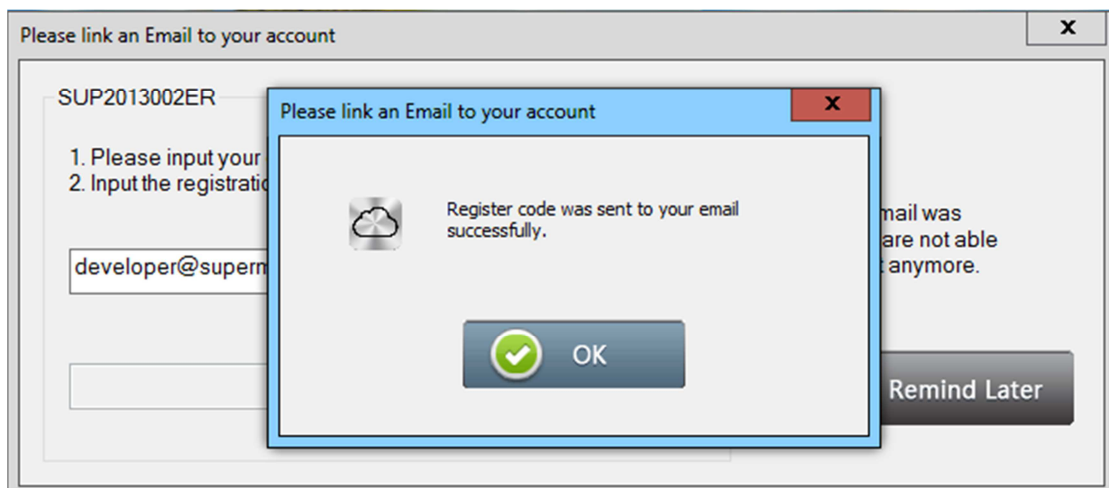 Please link an Email to your account
X
SUP2013002ER
1. Please input your
2. Input the registratio
developer@superm
Please link an Email to your account
X
Register code was sent to your email
successfully.
OK
mail was
are not able
anymore.
Remind Later